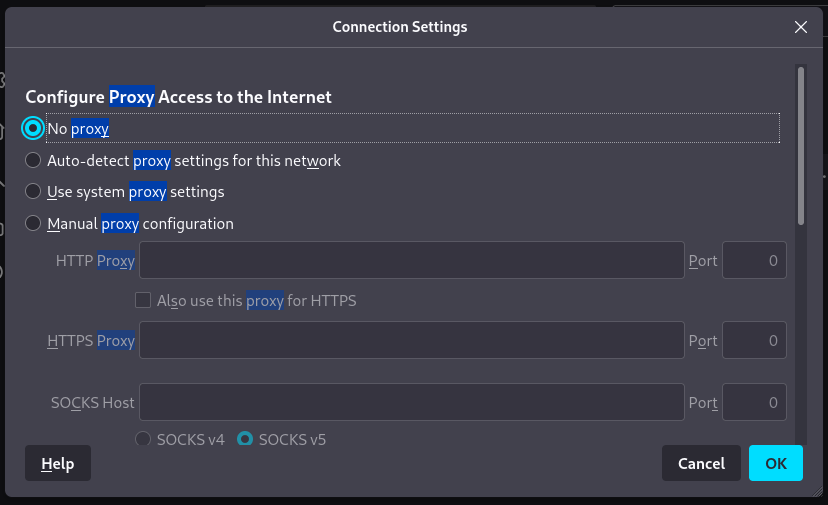 Connection Settings
Configure Proxy Access to the Internet
No proxy
Auto-detect proxy settings for this network
Use system proxy settings
Manual proxy configuration
HTTP Proxy Port 0
Also use this proxy for HTTPS
HTTPS Proxy Port 0
SOCKS Host Port 0
SOCKS v4 SOCKS v5
Help Cancel OK